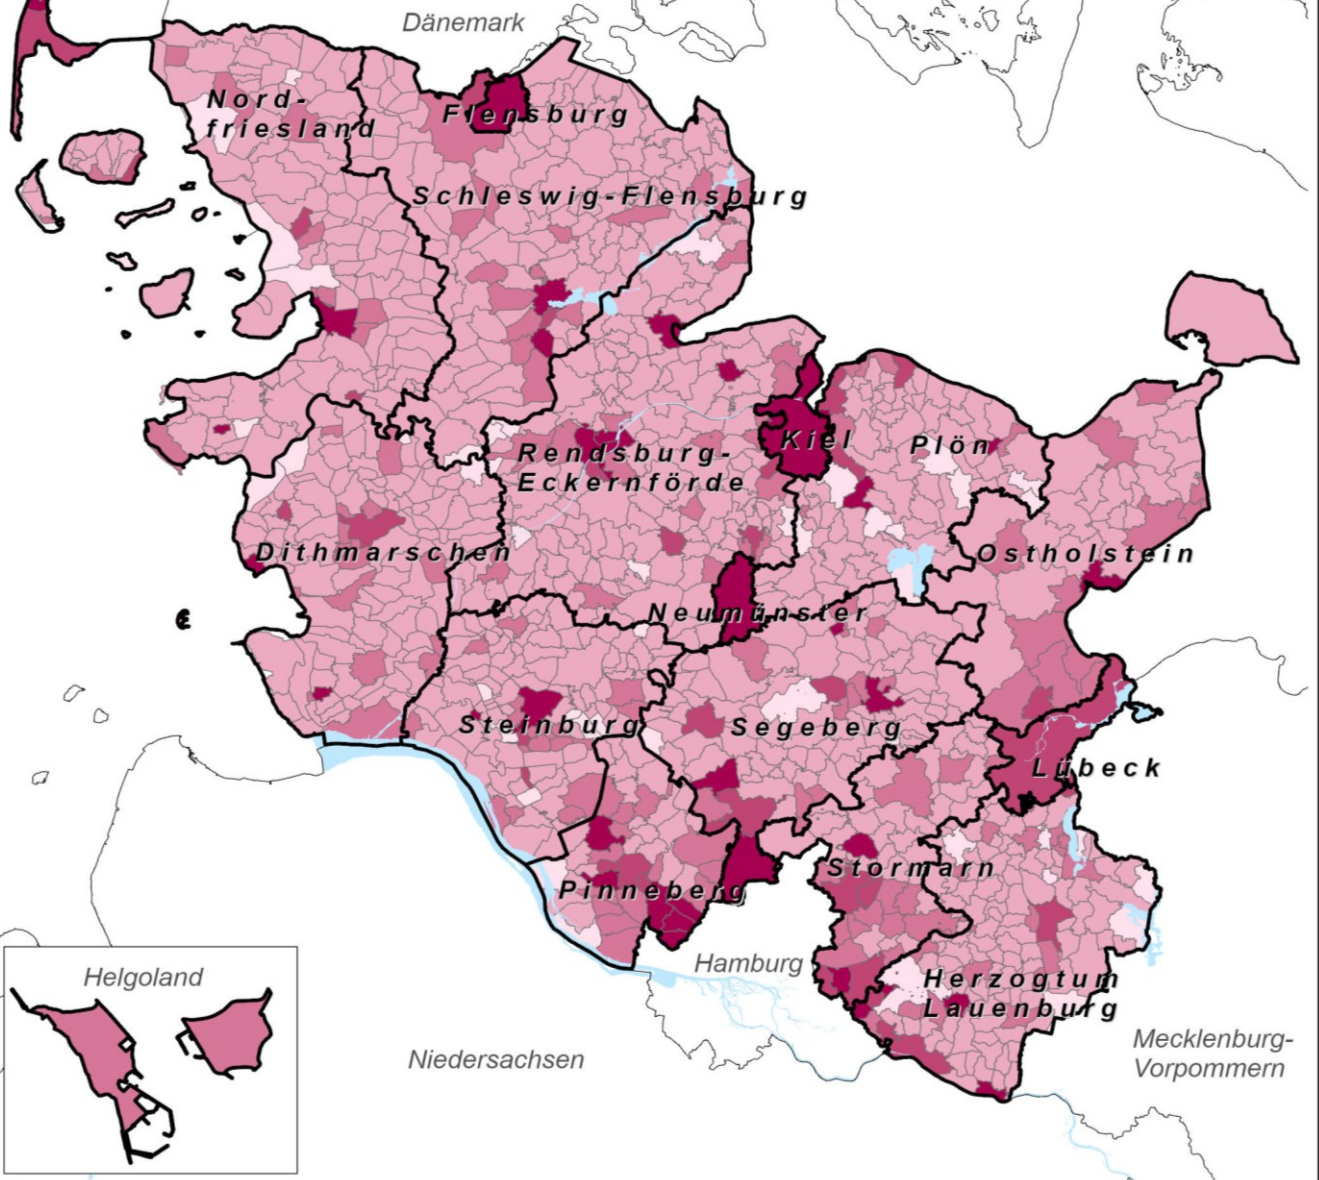 Dänemark
Nord-
friesland
Flensburg
Schleswig-Flensburg
Kiel
Plön
Rendsburg-
Eckernförde
Dithmarschen
Ostholstein
Neumünster
Steinburg
Segeberg
Lübeck
Stormarn
Pinneberg
Hamburg
Helgoland
Herzogtum
Lauenburg
Niedersachsen
Mecklenburg-
Vorpommern